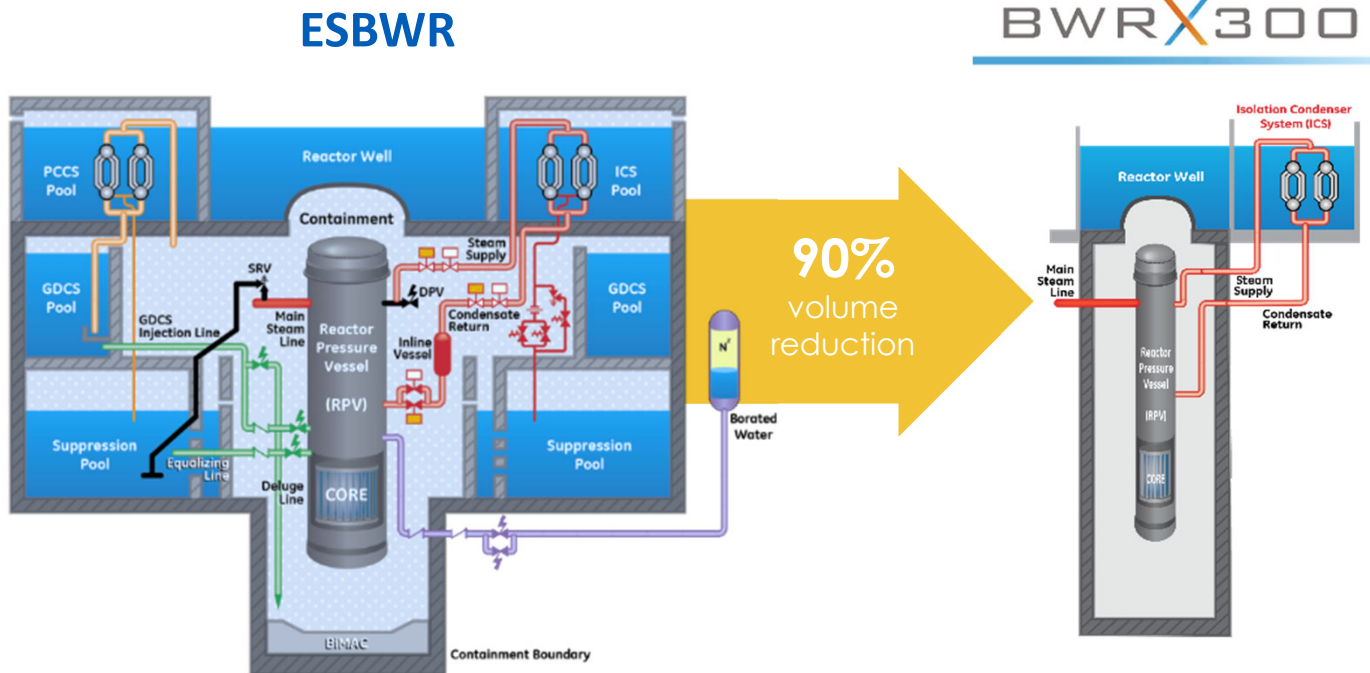 ESBWR
BWRX300
Reactor Well
PCCS
Pool
ICS
Pool
Containment
Steam
Supply
SRV
DPV
GDCS
Pool
GDCS
Injection Line
Main
Steam
Line
Reactor
Pressure
Vessel
(RPV)
Condensate
Return
Inline
Vessel
GDCS
Pool
Suppression
Pool
Equalizing
Line
Deluge
Line
CORE
Suppression
Pool
BiMAC
Containment Boundary
N²
Borated
Water
90%
volume
reduction
Isolation Condenser
System (ICS)
Reactor Well
Main
Steam
Line
Steam
Supply
Condensate
Return
Reactor
Pressure
Vessel
(RPV)
CORE